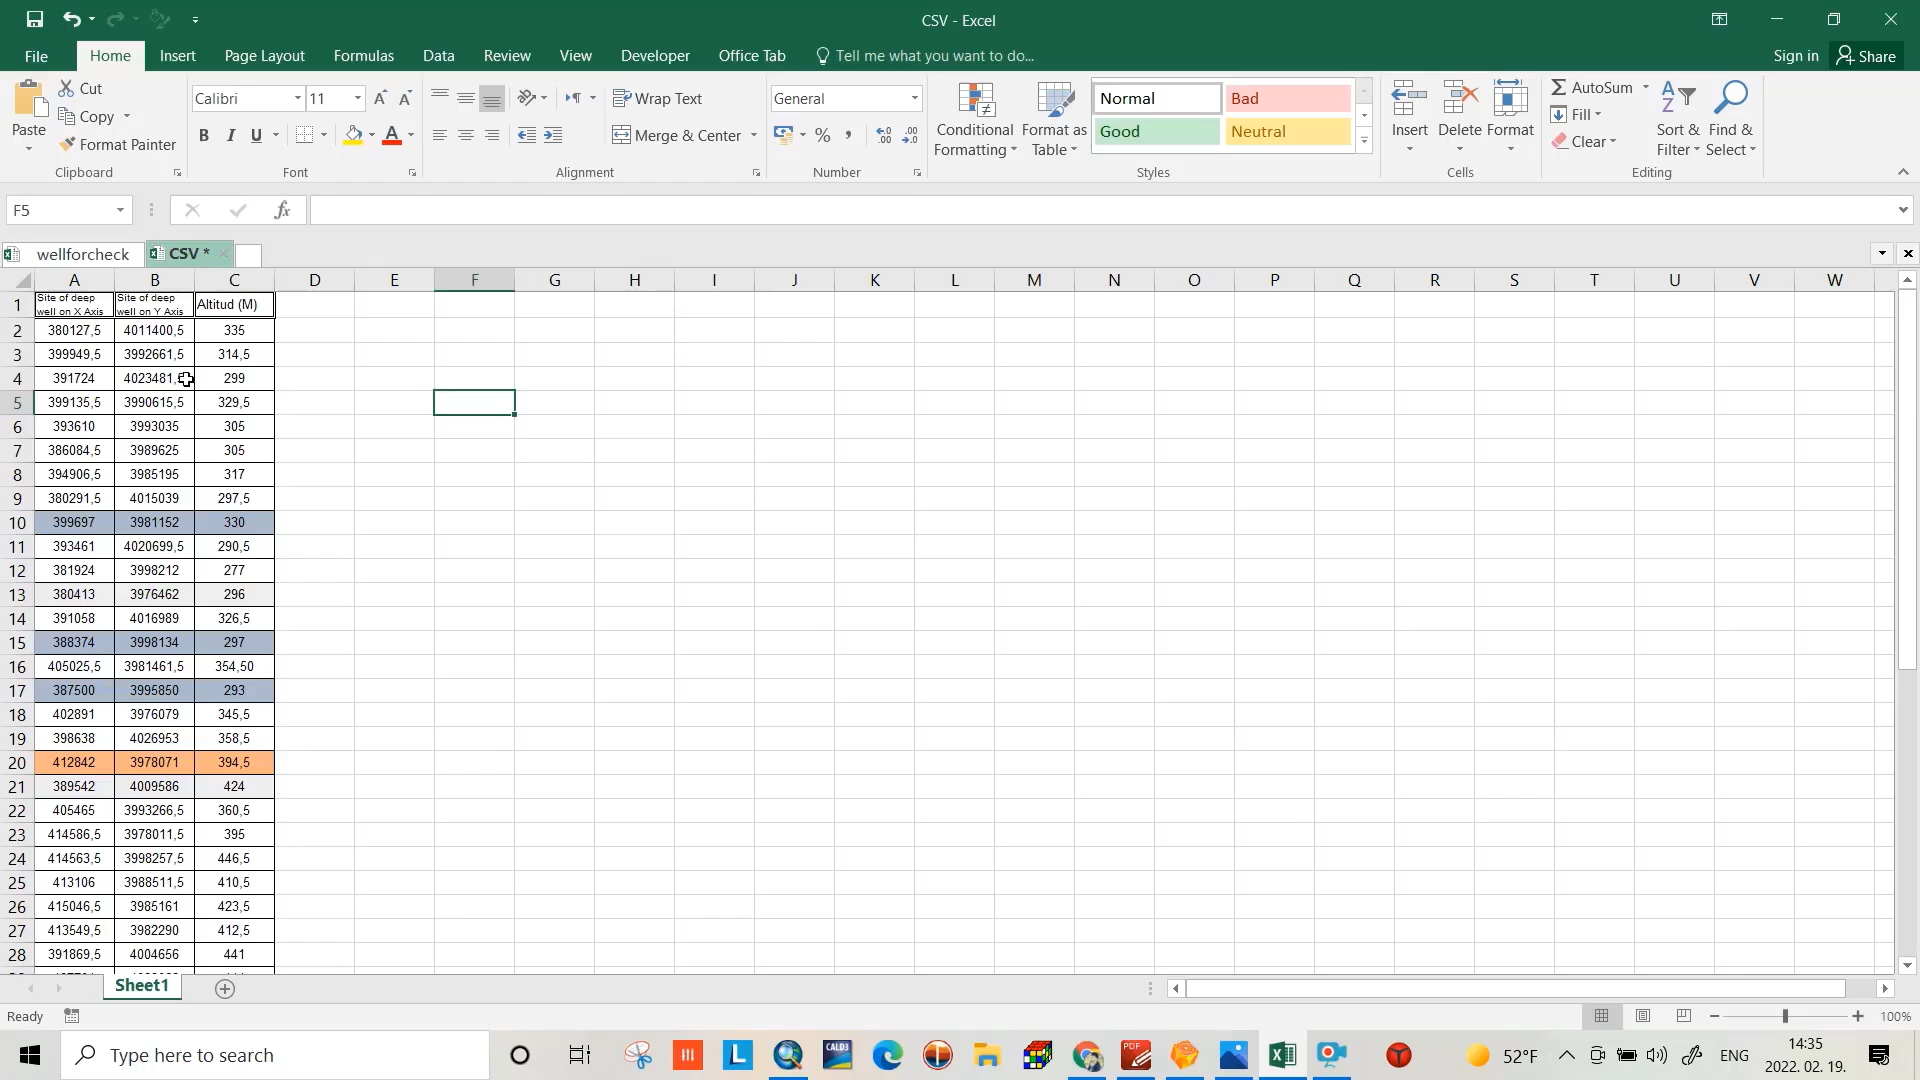 CSV - Excel
File Home Insert Page Layout Formulas Data Review View Developer Office Tab Tell me what you want to do... Sign in Share
Paste
Cut
Copy
Format Painter
Clipboard
Calibri 11
B I U
Font
Wrap Text
Merge & Center
Alignment
General
%
Number
Conditional Formatting
Format as Table
Normal Bad
Good Neutral
Styles
Insert Delete Format
Cells
AutoSum
Fill
Clear
Sort & Filter
Find & Select
Editing
F5 fx
wellforcheck CSV *
A B C D E F G H I J K L M N O P Q R S T U V W
1 Site of deep well on X Axis Site of deep well on Y Axis Altitud (M)
2 380127,5 4011400,5 335
3 399949,5 3992661,5 314,5
4 391724 4023481, 299
5 399135,5 3990615,5 329,5
6 393610 3993035 305
7 386084,5 3989625 305
8 394906,5 3985195 317
9 380291,5 4015039 297,5
10 399697 3981152 330
11 393461 4020699,5 290,5
12 381924 3998212 277
13 380413 3976462 296
14 391058 4016989 326,5
15 388374 3998134 297
16 405025,5 3981461,5 354,50
17 387500 3995850 293
18 402891 3976079 345,5
19 398638 4026953 358,5
20 412842 3978071 394,5
21 389542 4009586 424
22 405465 3993266,5 360,5
23 414586,5 3978011,5 395
24 414563,5 3998257,5 446,5
25 413106 3988511,5 410,5
26 415046,5 3985161 423,5
27 413549,5 3982290 412,5
28 391869,5 4004656 441
Sheet1
Ready 100%
Type here to search
CALD3
PDF
52°F
ENG
14:35
2022. 02. 19.